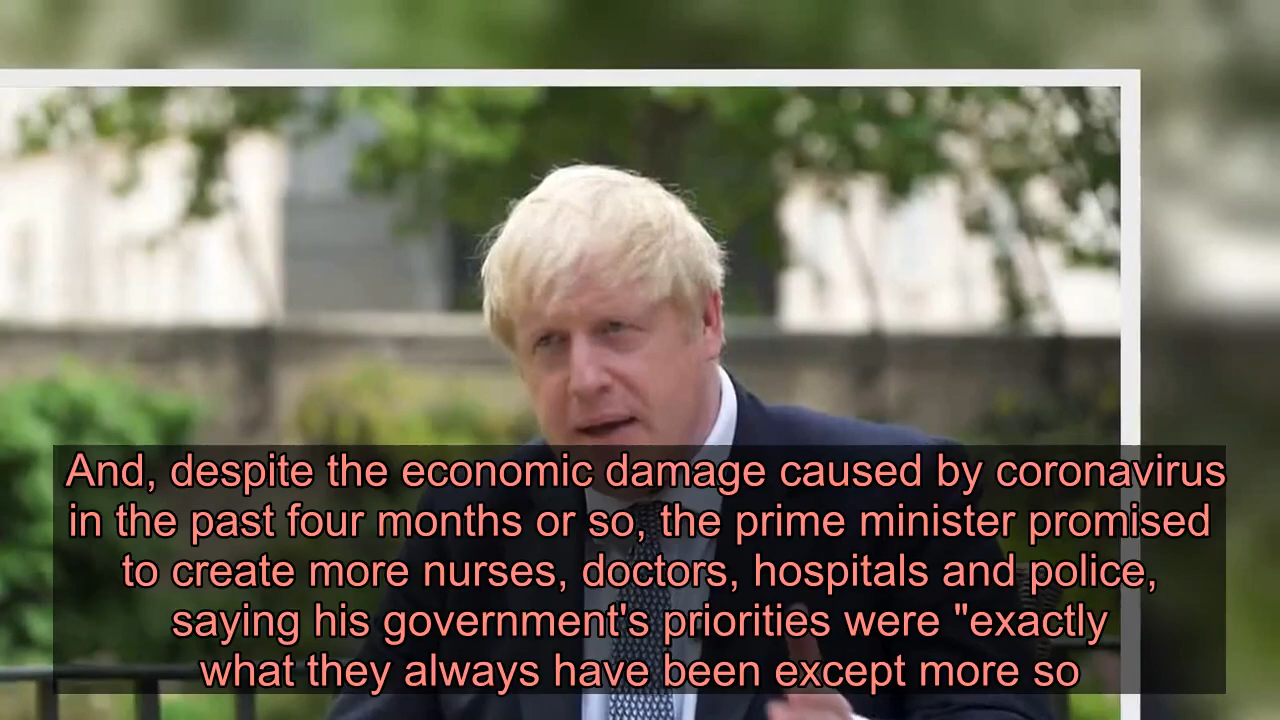 And, despite the economic damage caused by coronavirus
in the past four months or so, the prime minister promised
to create more nurses, doctors, hospitals and police,
saying his government's priorities were "exactly
what they always have been except more so